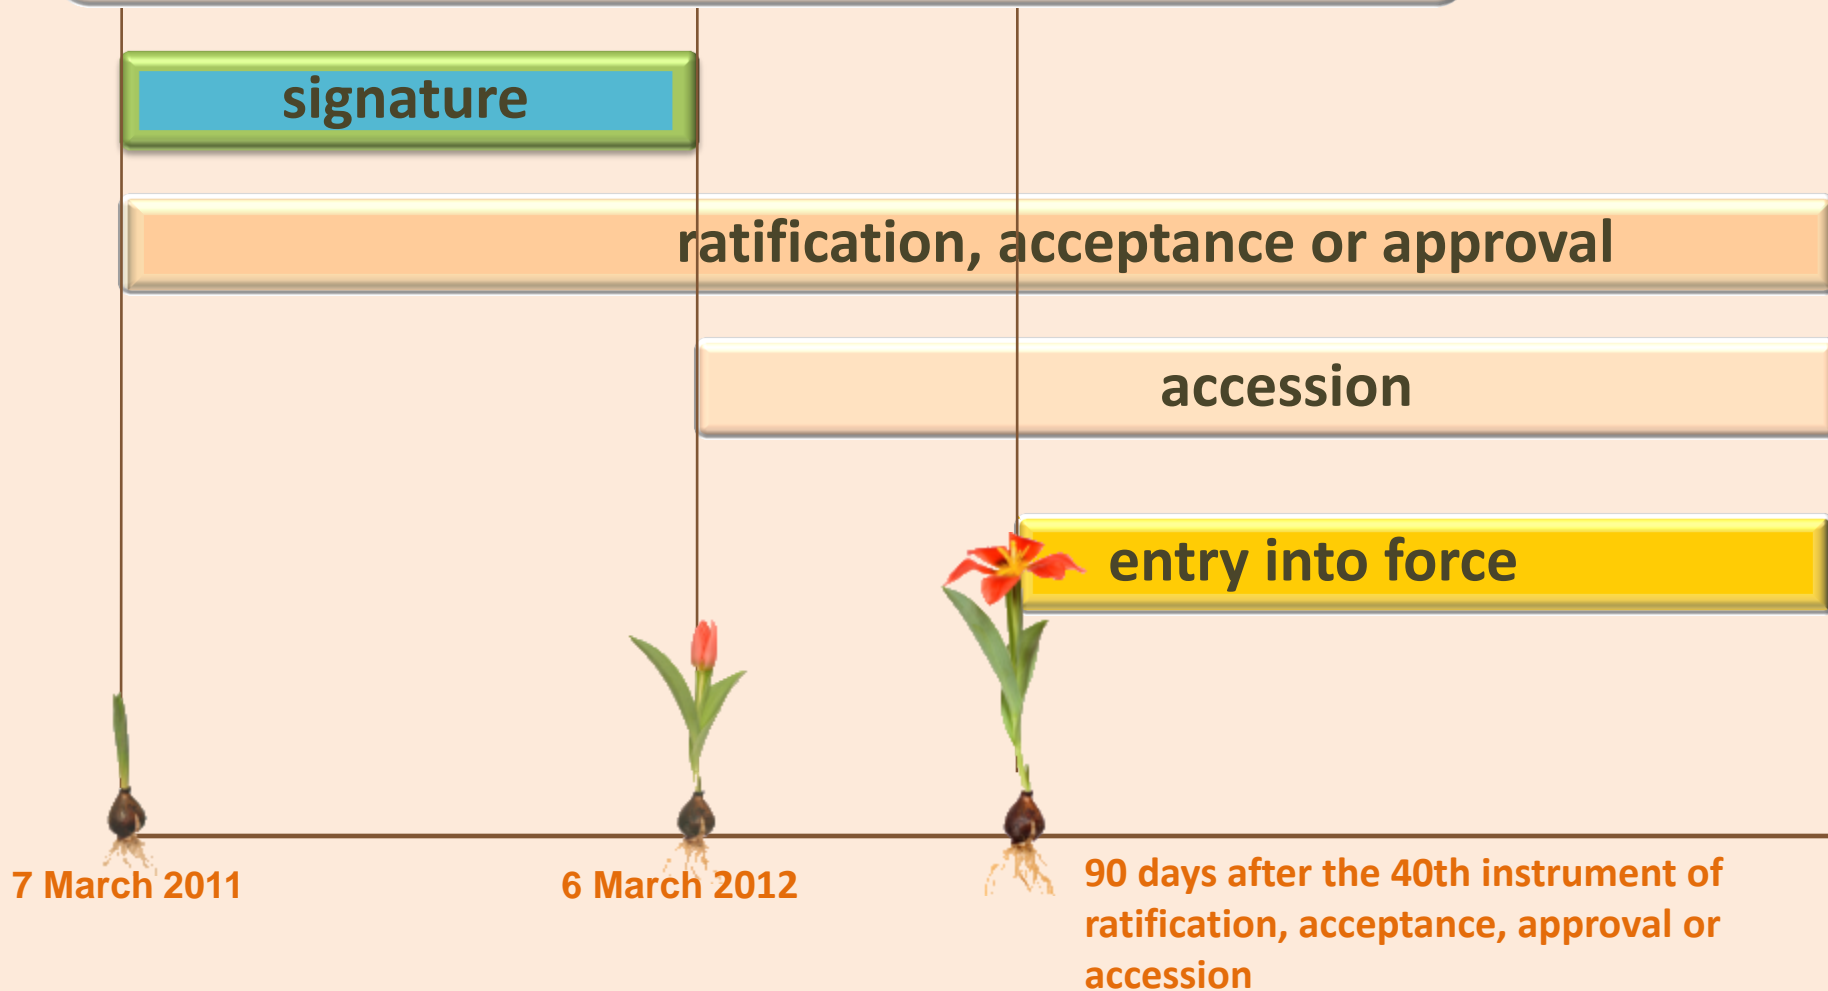 signature
ratification, acceptance or approval
accession
entry into force
7 March 2011
6 March 2012
90 days after the 40th instrument of
ratification, acceptance, approval or
accession